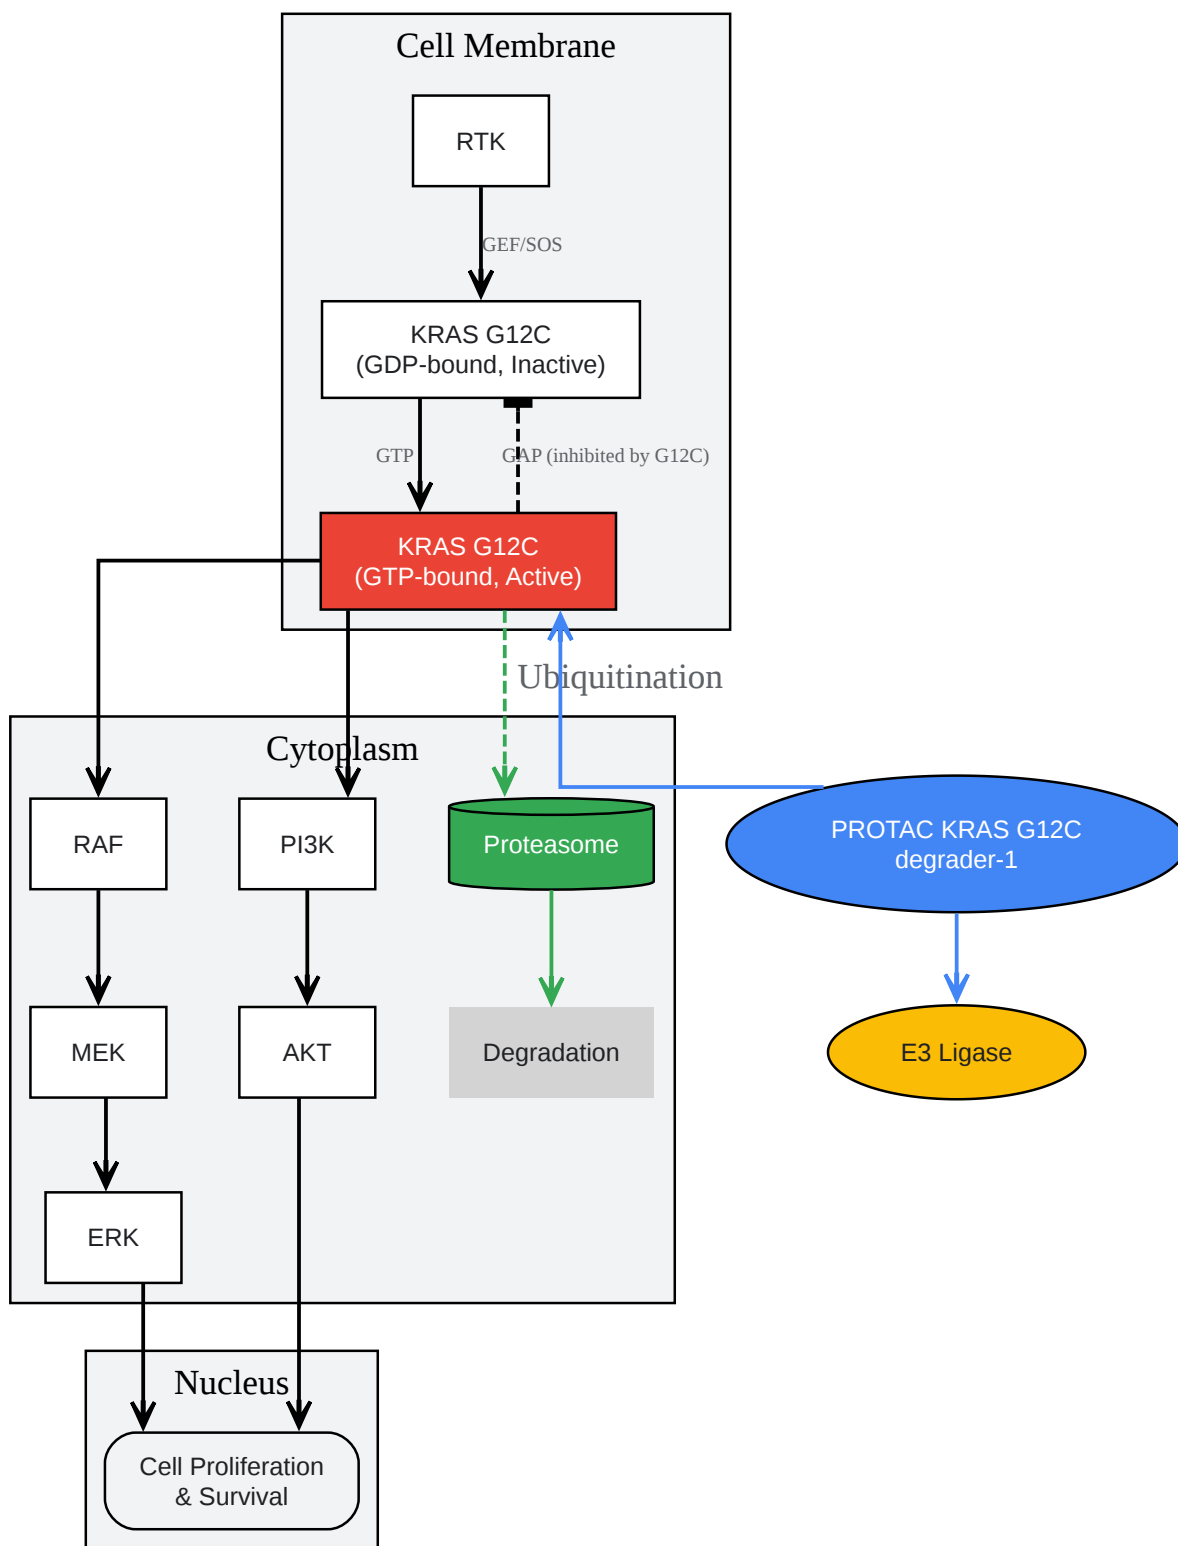 Cell Membrane
RTK
GEF/SOS
KRAS G12C
(GDP-bound, Inactive)
GTP
GAP (inhibited by G12C)
KRAS G12C
(GTP-bound, Active)
Ubiquitination
Cytoplasm
RAF
PI3K
Proteasome
PROTAC KRAS G12C
degrader-1
MEK
AKT
Degradation
E3 Ligase
ERK
Nucleus
Cell Proliferation
& Survival